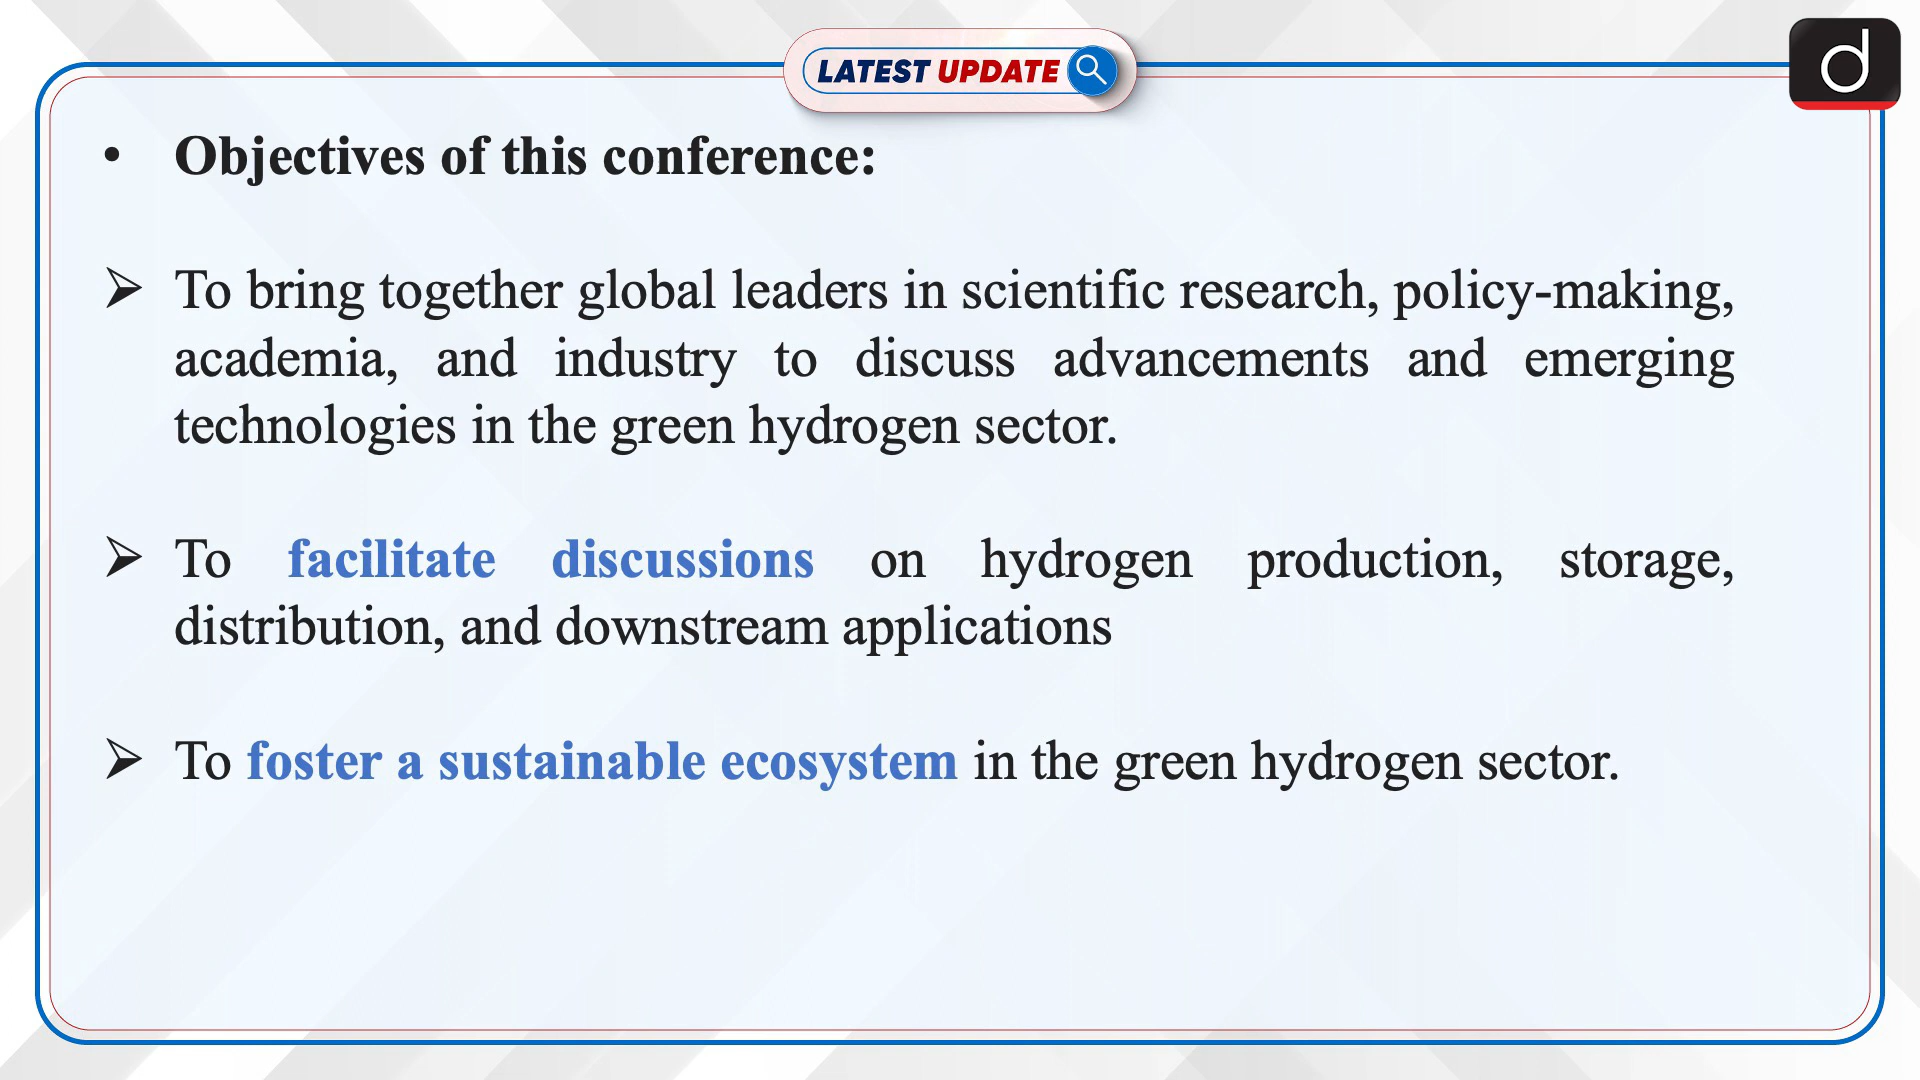 LATEST UPDATE
d
• Objectives of this conference:
➢ To bring together global leaders in scientific research, policy-making,
academia, and industry to discuss advancements and emerging
technologies in the green hydrogen sector.
➢ To facilitate discussions on hydrogen production, storage,
distribution, and downstream applications
➢ To foster a sustainable ecosystem in the green hydrogen sector.